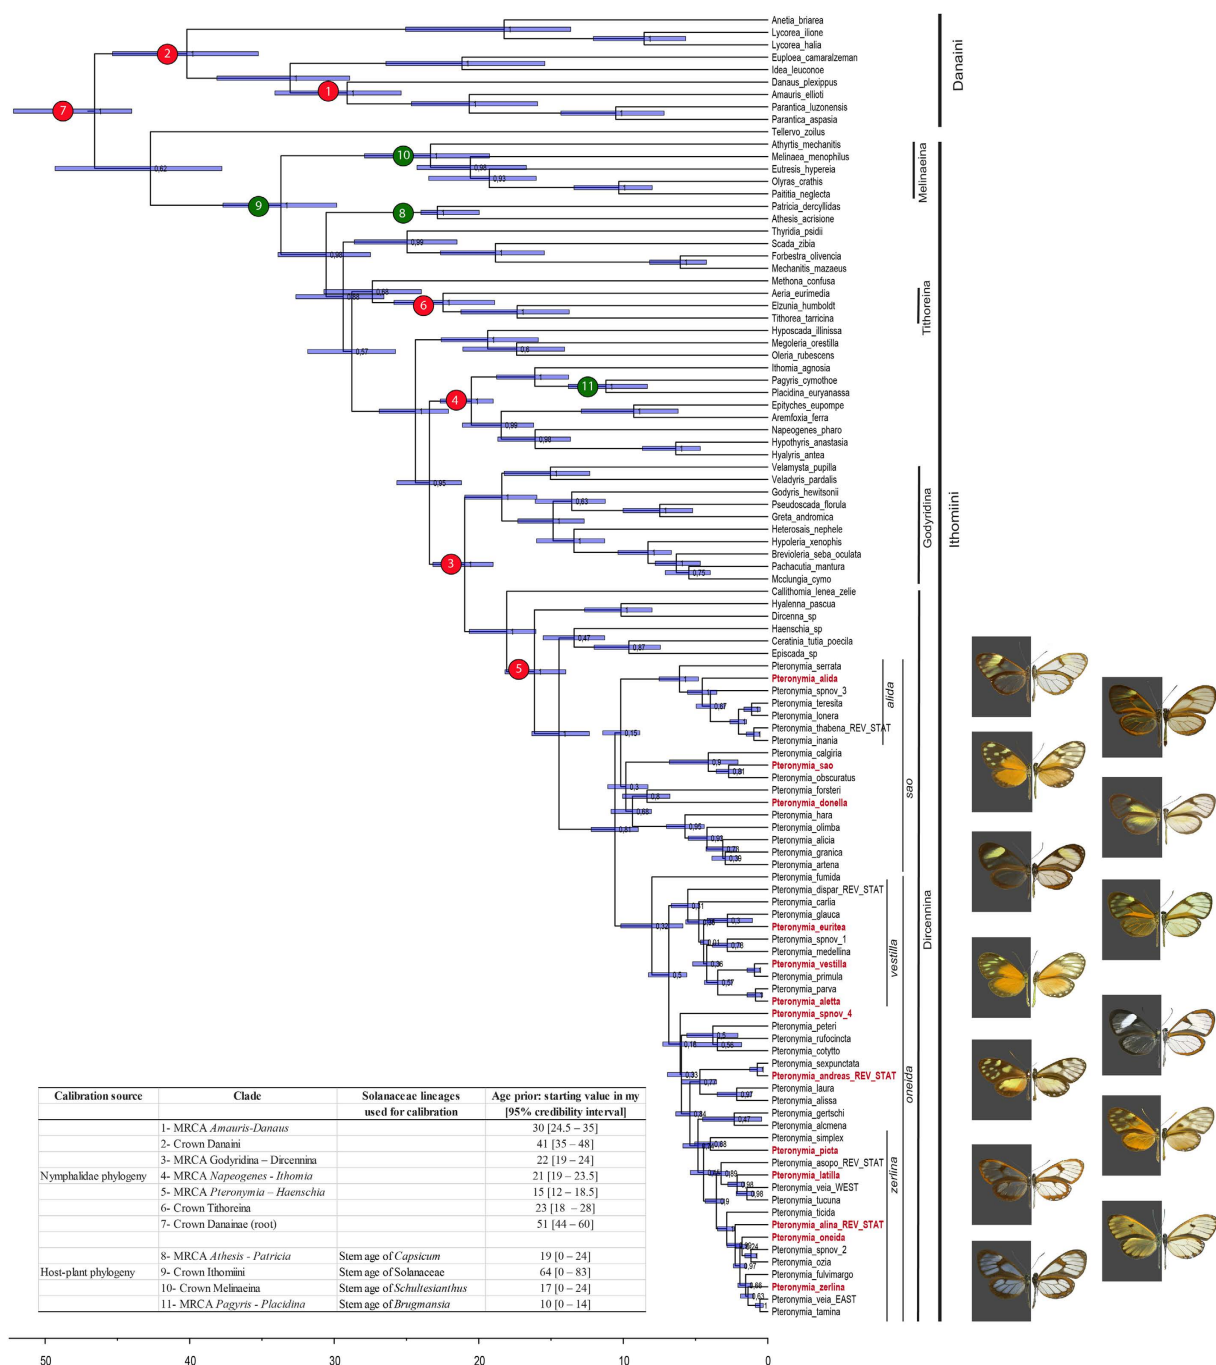 Anetia_briarea
Lycorea_ilione
Lycorea_halia
Euploea_camaralzeman
Idea_leuconoe
Danaus_plexippus
Amauris_ellioti
Parantica_luzonensis
Parantica_aspasia
Tellervo_zoilus
Athyrtis_mechanitis
Melinaea_menophilus
Eutresis_hypereia
Olyras_crathis
Paititia_neglecta
Patricia_dercyllidas
Athesis_acrisione
Thyridia_psidii
Scada_zibia
Forbestra_olivencia
Mechanitis_mazaeus
Methona_confusa
Aeria_eurimedia
Elzunia_humboldt
Tithorea_tarricina
Hyposcada_illinissa
Megoleria_orestilla
Oleria_rubescens
Ithomia_agnosia
Pagyris_cymothoe
Placidina_euryanassa
Epityches_eupompe
Aremfoxia_ferra
Napeogenes_pharo
Hypothyris_anastasia
Hyalyris_antea
Velamysta_pupilla
Veladyris_pardalis
Godyris_hewitsonii
Pseudoscada_florula
Greta_andromica
Heterosais_nephele
Hypoleria_xenophis
Brevioleria_seba_oculata
Pachacutia_mantura
Mcclungia_cymo
Callithomia_lenea_zelie
Hyalenna_pascua
Dircenna_sp
Haenschia_sp
Ceratinia_tutia_poecila
Episcada_sp
Pteronymia_serrata
Pteronymia_alida
Pteronymia_spnov_3
Pteronymia_teresita
Pteronymia_lonera
Pteronymia_thabena_REV_STAT
Pteronymia_inania
Pteronymia_calgiria
Pteronymia_sao
Pteronymia_obscuratus
Pteronymia_forsteri
Pteronymia_donella
Pteronymia_hara
Pteronymia_olimba
Pteronymia_alicia
Pteronymia_granica
Pteronymia_artena
Pteronymia_fumida
Pteronymia_dispar_REV_STAT
Pteronymia_carlia
Pteronymia_glauca
Pteronymia_euritea
Pteronymia_spnov_1
Pteronymia_medellina
Pteronymia_vestilla
Pteronymia_primula
Pteronymia_parva
Pteronymia_aletta
Pteronymia_spnov_4
Pteronymia_peteri
Pteronymia_rufocincta
Pteronymia_cotytto
Pteronymia_sexpunctata
Pteronymia_andreas_REV_STAT
Pteronymia_laura
Pteronymia_alissa
Pteronymia_gertschi
Pteronymia_alcmena
Pteronymia_simplex
Pteronymia_picta
Pteronymia_asopo_REV_STAT
Pteronymia_latilla
Pteronymia_veia_WEST
Pteronymia_tucuna
Pteronymia_ticida
Pteronymia_alina_REV_STAT
Pteronymia_oneida
Pteronymia_spnov_2
Pteronymia_ozia
Pteronymia_fulvimargo
Pteronymia_zerlina
Pteronymia_veia_EAST
Pteronymia_tamina
Danaini
Melinaeina
Tithoreina
Godyridina
Ithomiini
Dircennina
alida
sao
vestilla
oneida
zerlina
2
1
7
10
9
8
6
11
4
3
5
Calibration source Clade Solanaceae lineages used for calibration Age prior: starting value in my [95% credibility interval]
1- MRCA Amauris-Danaus 30 [24.5 – 35]
2- Crown Danaini 41 [35 – 48]
3- MRCA Godyridina – Dircennina 22 [19 – 24]
Nymphalidae phylogeny 4- MRCA Napeogenes - Ithomia 21 [19 – 23.5]
5- MRCA Pteronymia – Haenschia 15 [12 – 18.5]
6- Crown Tithoreina 23 [18 – 28]
7- Crown Danainae (root) 51 [44 – 60]
8- MRCA Athesis - Patricia Stem age of Capsicum 19 [0 – 24]
Host-plant phylogeny 9- Crown Ithomiini Stem age of Solanaceae 64 [0 – 83]
10- Crown Melinaeina Stem age of Schultesianthus 17 [0 – 24]
11- MRCA Pagyris - Placidina Stem age of Brugmansia 10 [0 – 14]
50 40 30 20 10 0